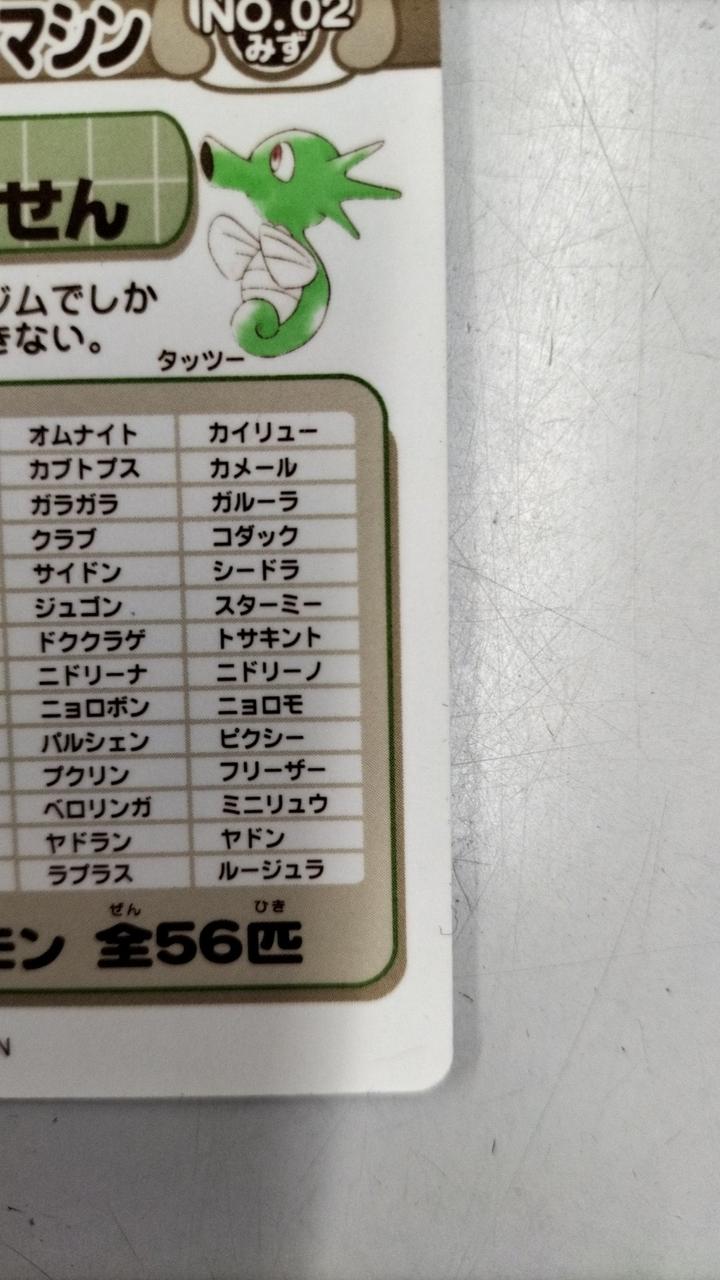 マシン
NO.02
みず
せん
ジムでしか
きない。
タッツー
オムナイト カイリュー
カブトプス カメール
ガラガラ ガルーラ
クラブ コダック
サイドン シードラ
ジュゴン スターミー
ドククラゲ トサキント
ニドリーナ ニドリーノ
ニョロボン ニョロモ
パルシェン ピクシー
プクリン フリーザー
ベロリンガ ミニリュウ
ヤドラン ヤドン
ラプラス ルージュラ
ぜん ひき
モン 全56匹
N